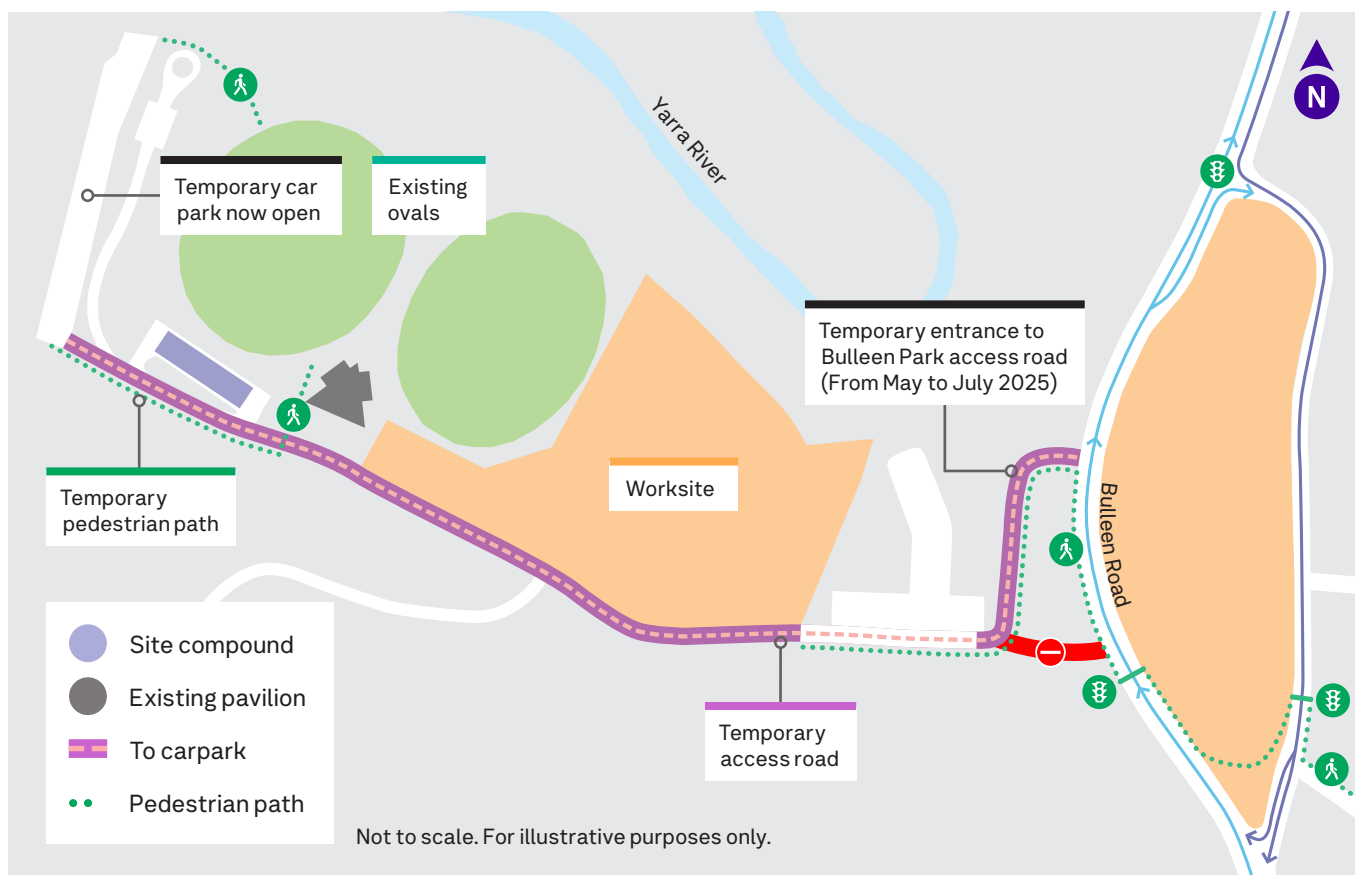 N
Yarra River
Temporary car
park now open
Existing
ovals
Temporary entrance to
Bulleen Park access road
(From May to July 2025)
Worksite
Bulleen Road
Temporary
pedestrian path
Temporary
access road
Site compound
Existing pavilion
To carpark
Pedestrian path
Not to scale. For illustrative purposes only.